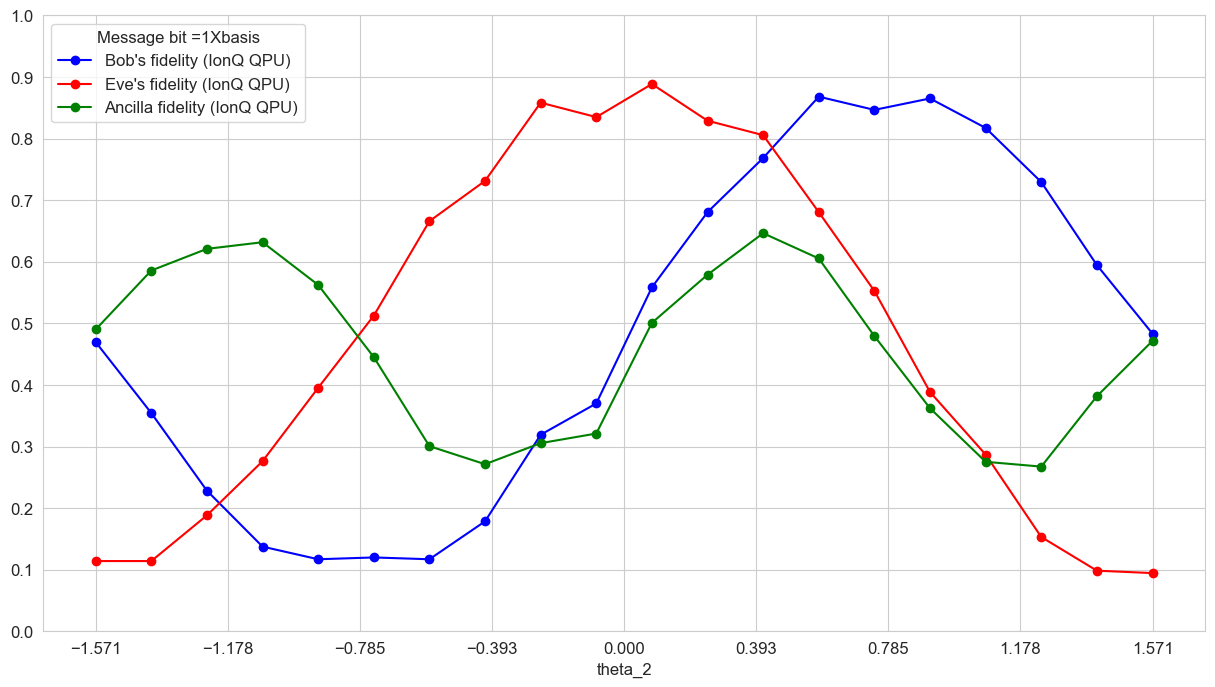 Message bit =1Xbasis
Bob's fidelity (IonQ QPU)
Eve's fidelity (IonQ QPU)
Ancilla fidelity (IonQ QPU)
1.0
0.9
0.8
0.7
0.6
0.5
0.4
0.3
0.2
0.1
0.0
−1.571 −1.178 −0.785 −0.393 0.000 0.393 0.785 1.178 1.571
theta_2